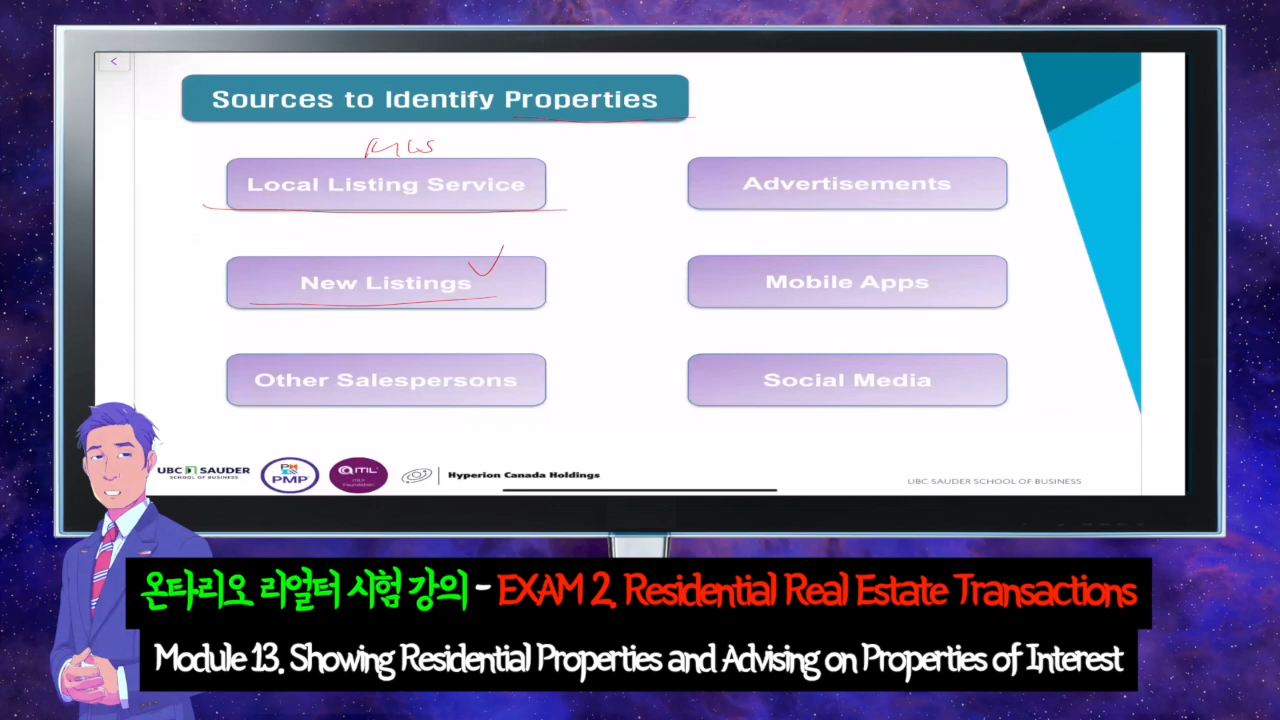 <
Sources to Identify Properties
MLS
Local Listing Service
Advertisements
New Listings
Mobile Apps
Other Salespersons
Social Media
UBC SAUDER
SCHOOL OF BUSINESS
PMP
ITIL
Foundation
Hyperion Canada Holdings
UBC SAUDER SCHOOL OF BUSINESS
온타리오 리얼터 시험 강의 - EXAM 2. Residential Real Estate Transactions
Module 13. Showing Residential Properties and Advising on Properties of Interest